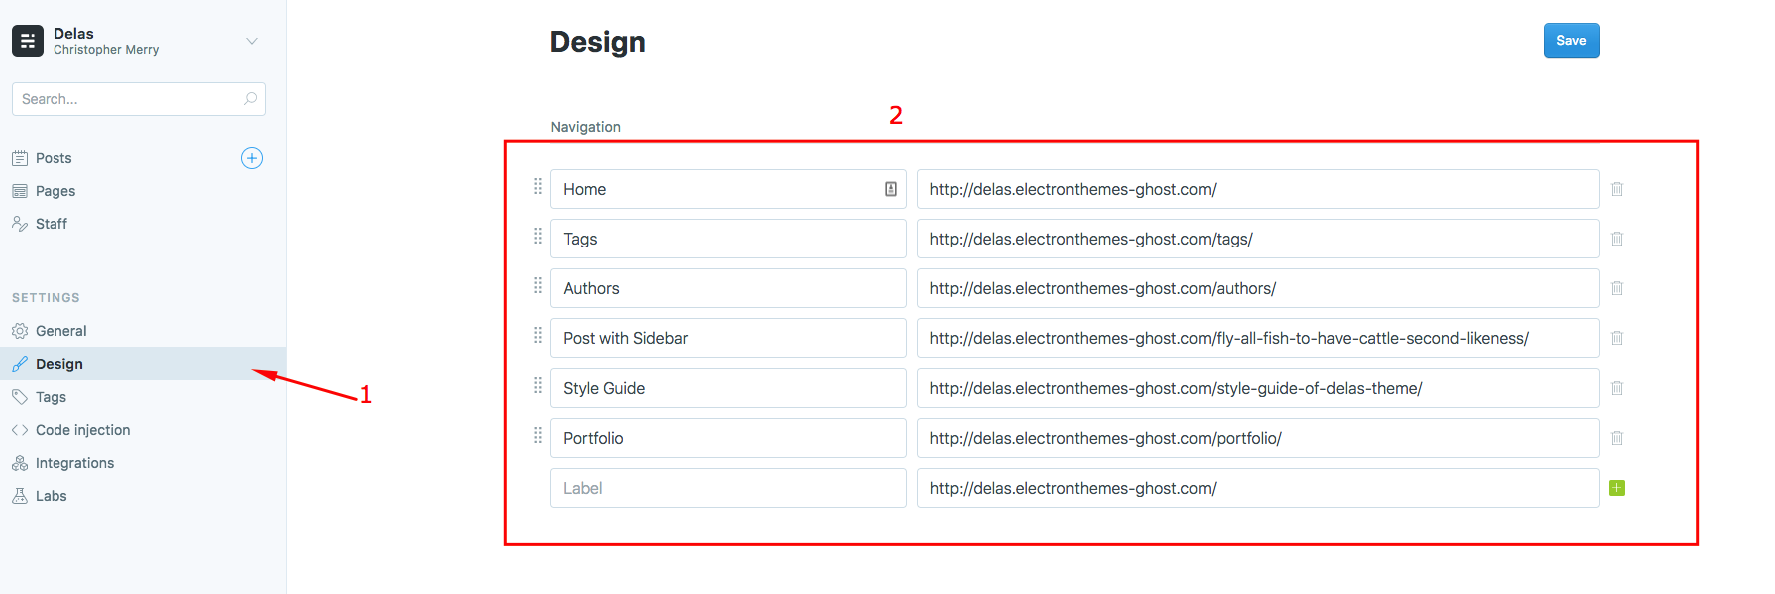 Delas
Christopher Merry
Search...
Posts
Pages
Staff
SETTINGS
General
Design
Tags
Code injection
Integrations
Labs
1
Design
Save
Navigation
2
Home http://delas.electronthemes-ghost.com/
Tags http://delas.electronthemes-ghost.com/tags/
Authors http://delas.electronthemes-ghost.com/authors/
Post with Sidebar http://delas.electronthemes-ghost.com/fly-all-fish-to-have-cattle-second-likeness/
Style Guide http://delas.electronthemes-ghost.com/style-guide-of-delas-theme/
Portfolio http://delas.electronthemes-ghost.com/portfolio/
Label http://delas.electronthemes-ghost.com/